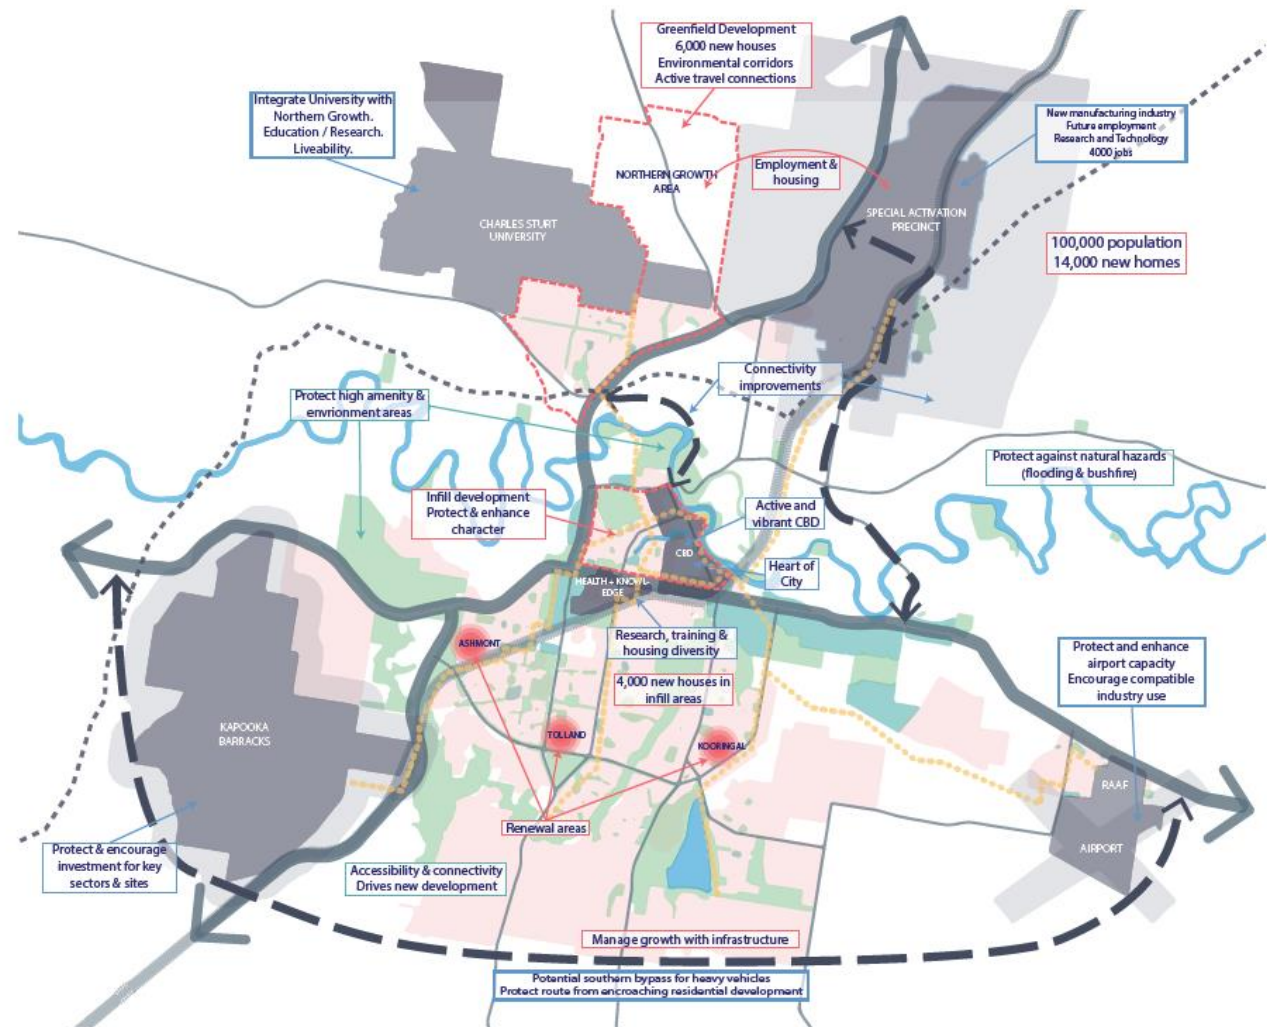 Greenfield Development
6,000 new houses
Environmental corridors
Active travel connections
Integrate University with
Northern Growth.
Education / Research.
Liveability.
New manufacturing industry
Future employment
Research and Technology
4000 jobs
Employment &
housing
NORTHERN GROWTH
AREA
SPECIAL ACTIVATION
PRECINCT
CHARLES STURT
UNIVERSITY
100,000 population
14,000 new homes
Connectivity
improvements
Protect high amenity &
envrionment areas
Protect against natural hazards
(flooding & bushfire)
Infill development
Protect & enhance
character
Active and
vibrant CBD
CBD
Heart of
City
HEALTH + KNOWL-
EDGE
Research, training &
housing diversity
ASHMONT
4,000 new houses in
infill areas
Protect and enhance
airport capacity
Encourage compatible
industry use
KAPOOKA
BARRACKS
TOLLAND
KOORINGAL
RAAF
AIRPORT
Renewal areas
Protect & encourage
investment for key
sectors & sites
Accessibility & connectivity
Drives new development
Manage growth with infrastructure
Potential southern bypass for heavy vehicles
Protect route from encroaching residential development